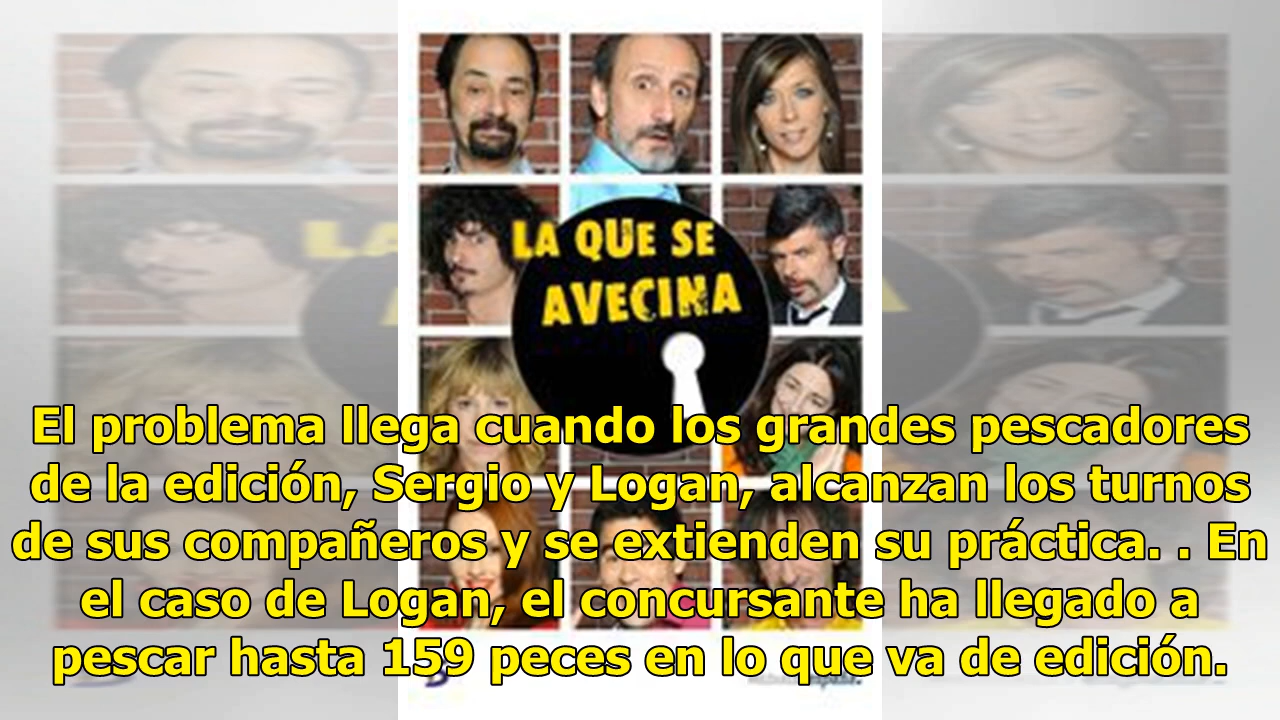 LA QUE SE
AVECINA
El problema llega cuando los grandes pescadores
de la edición, Sergio y Logan, alcanzan los turnos
de sus compañeros y se extienden su práctica. . En
el caso de Logan, el concursante ha llegado a
pescar hasta 159 peces en lo que va de edición.